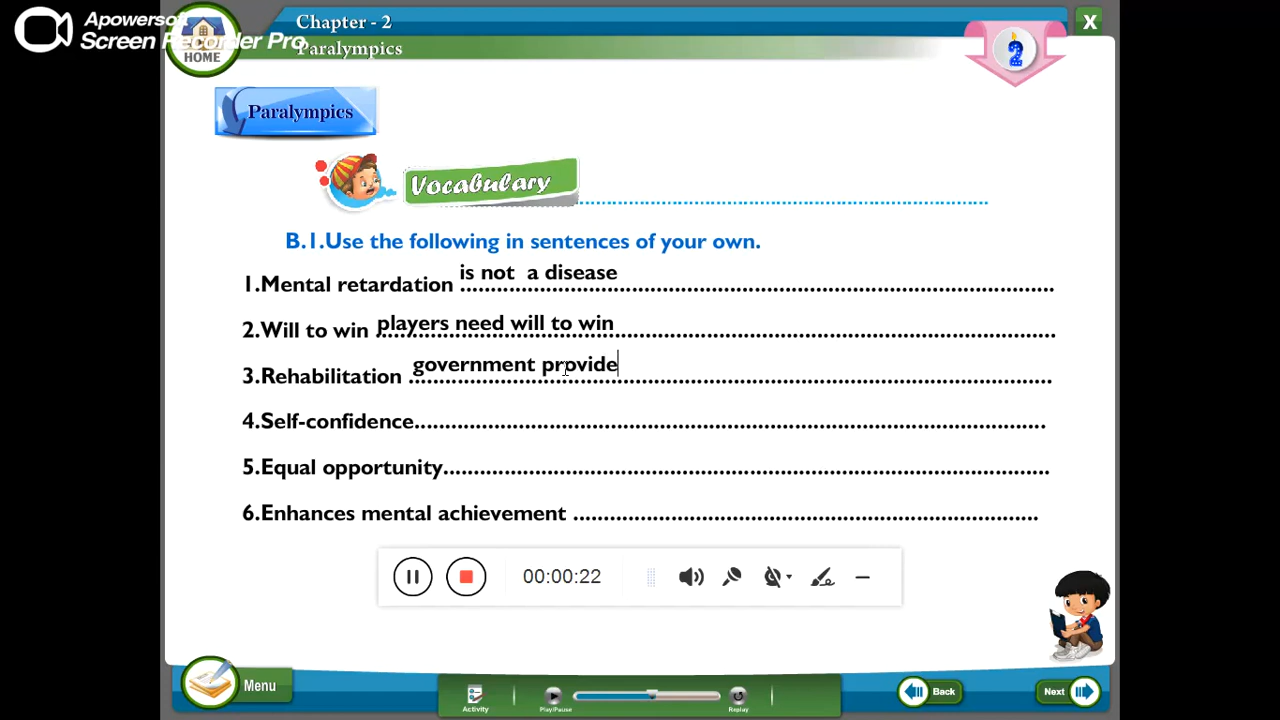 Apowersoft
Screen Recorder Pro
HOME
Chapter - 2
Paralympics
2
X
Paralympics
Vocabulary
B.1.Use the following in sentences of your own.
1.Mental retardation is not a disease
2.Will to win players need will to win
3.Rehabilitation government provide
4.Self-confidence
5.Equal opportunity
6.Enhances mental achievement
00:00:22
Menu
Activity
Play/Pause
Replay
Back
Next